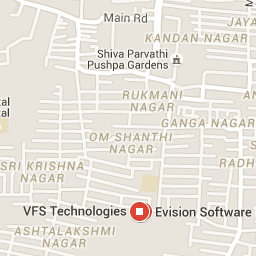 Main Rd
JAY
KANDAN NAGAR
Shiva Parvathi
Pushpa Gardens
RUKMANI
NAGAR
GANGA NAGAR
OM SHANTHI
NAGAR
SRI KRISHNA
NAGAR
RADH
VFS Technologies
Evision Software
ASHTALAKSHMI
NAGAR